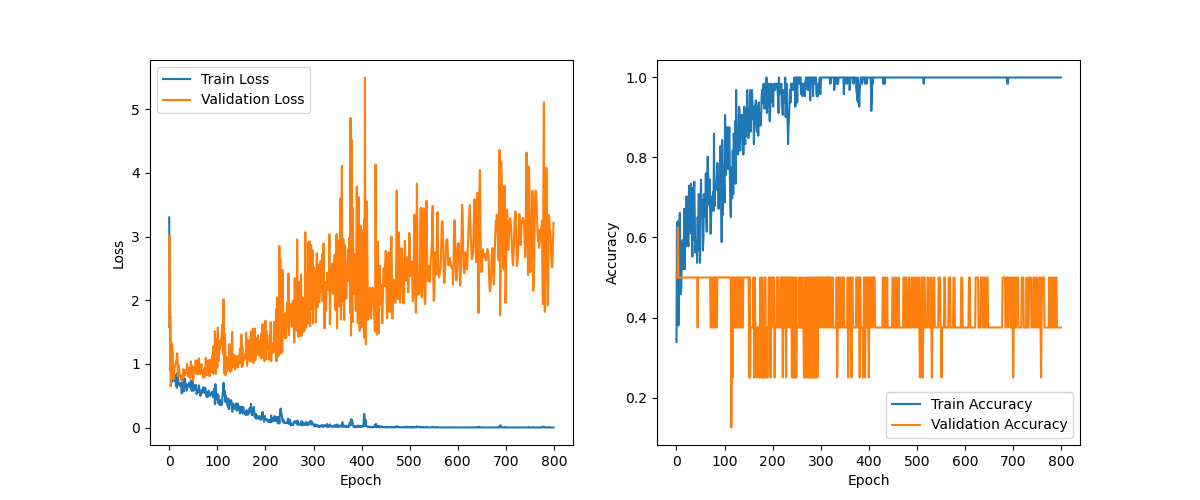 Train Loss
Validation Loss
5
4
3
2
1
0
Loss
0 100 200 300 400 500 600 700 800
Epoch
1.0
0.8
0.6
0.4
0.2
Accuracy
Train Accuracy
Validation Accuracy
0 100 200 300 400 500 600 700 800
Epoch